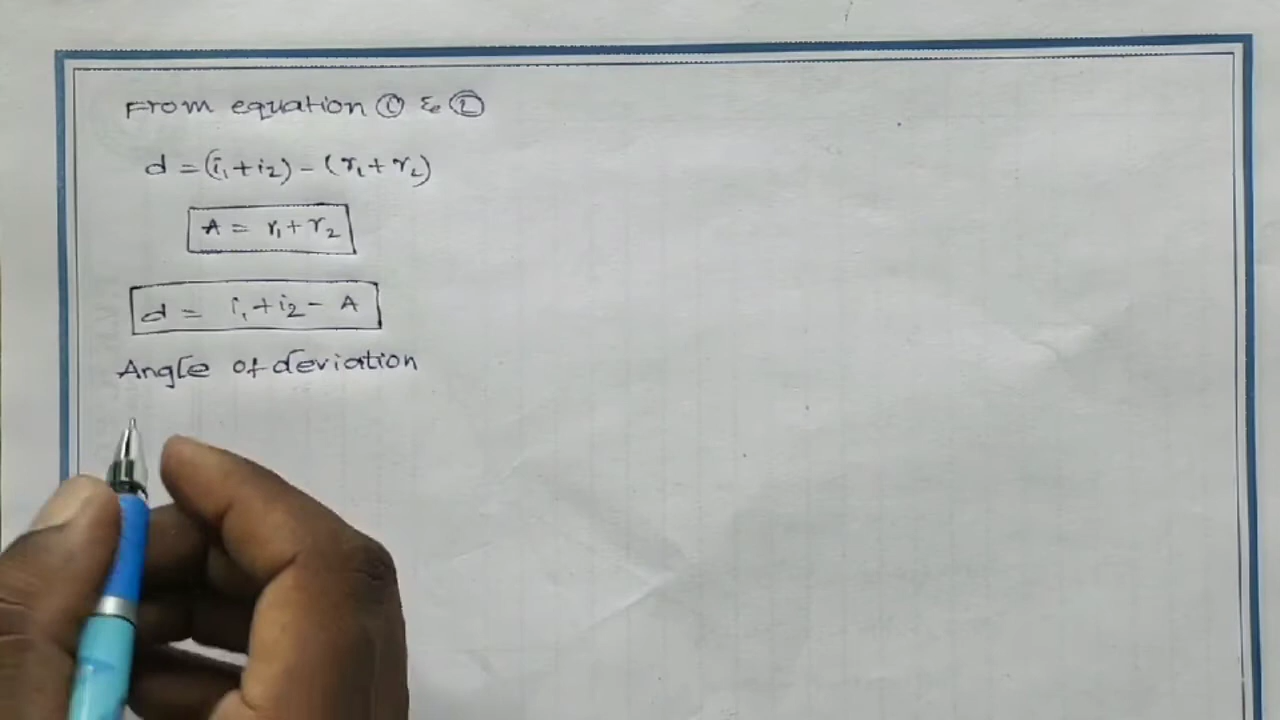 From equation ① & ②
d = (i₁ + i₂) - (r₁ + r₂)
A = r₁ + r₂
d = i₁ + i₂ - A
Angle of deviation